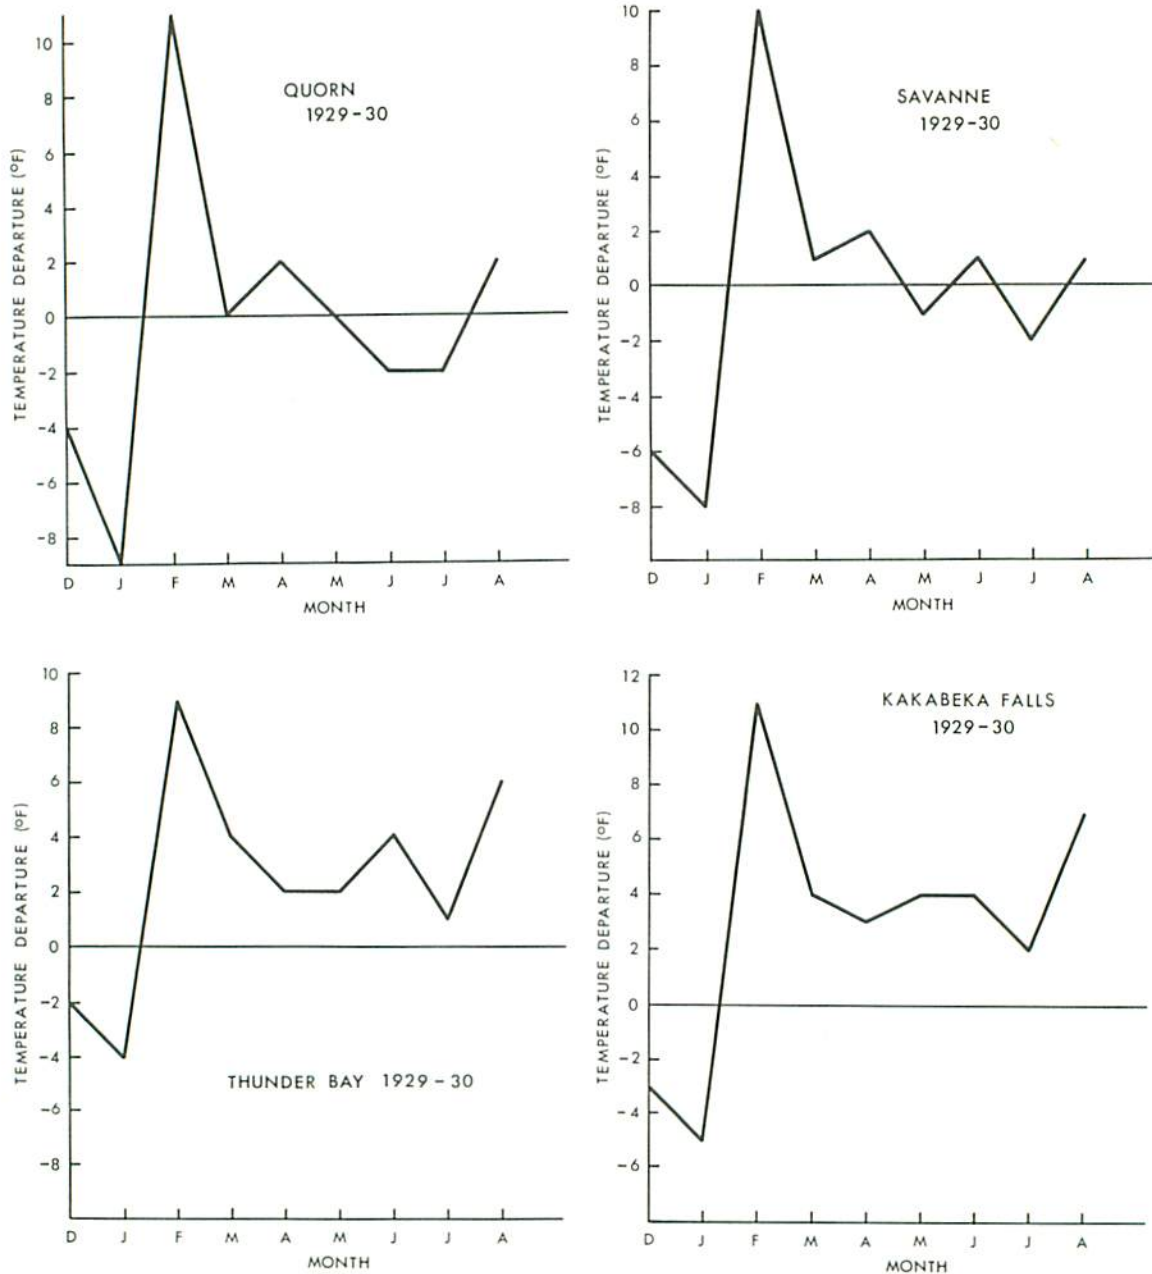 QUORN
1929-30
TEMPERATURE DEPARTURE (°F)
10
8
6
4
2
0
-2
-4
-6
-8
D J F M A M J J A
MONTH
SAVANNE
1929-30
TEMPERATURE DEPARTURE (°F)
10
8
6
4
2
0
-2
-4
-6
-8
D J F M A M J J A
MONTH
THUNDER BAY 1929-30
TEMPERATURE DEPARTURE (°F)
10
8
6
4
2
0
-2
-4
-6
-8
D J F M A M J J A
MONTH
KAKABEKA FALLS
1929-30
TEMPERATURE DEPARTURE (°F)
12
10
8
6
4
2
0
-2
-4
-6
D J F M A M J J A
MONTH